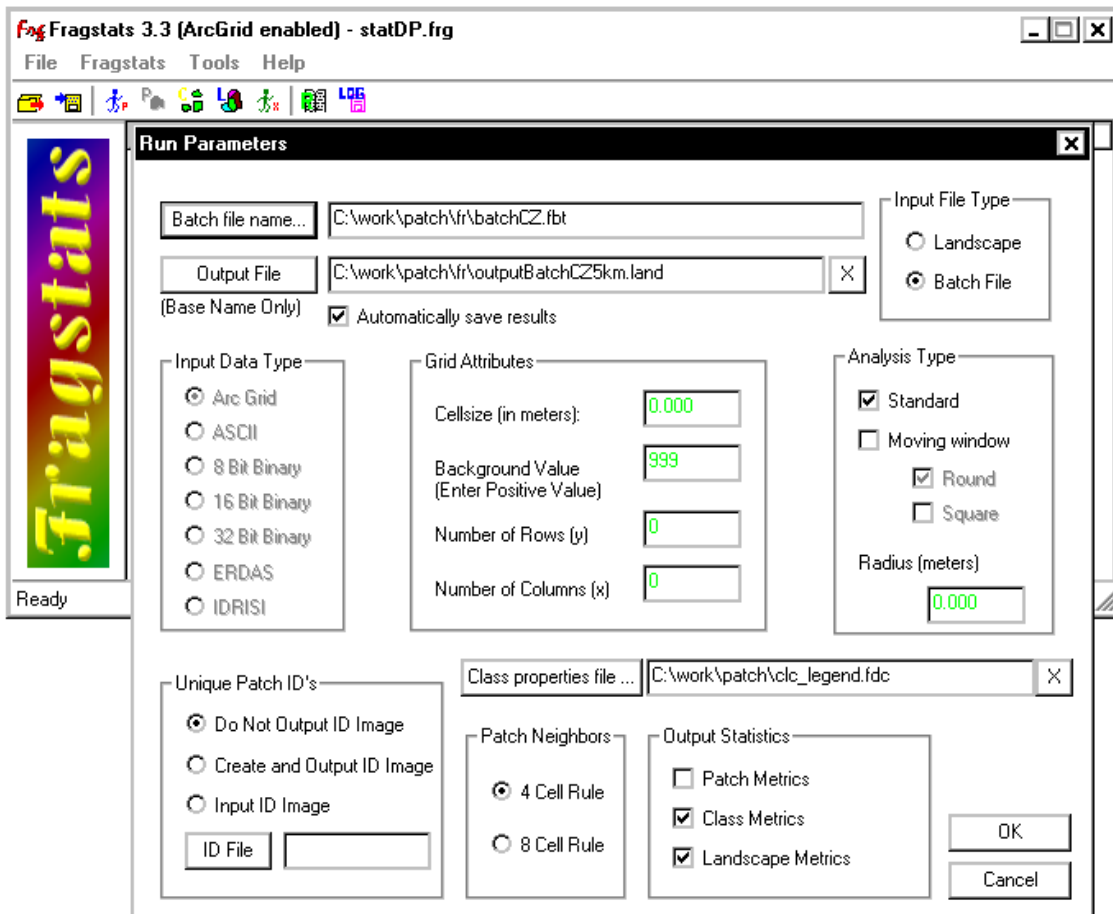 Frg Fragstats 3.3 (ArcGrid enabled) - statDP.frg
File Fragstats Tools Help
LOG
Fragstats
Ready
Run Parameters
Batch file name... C:\work\patch\fr\batchCZ.fbt
Output File C:\work\patch\fr\outputBatchCZ5km.land X
(Base Name Only)
Automatically save results
Input File Type
Landscape
Batch File
Input Data Type
Arc Grid
ASCII
8 Bit Binary
16 Bit Binary
32 Bit Binary
ERDAS
IDRISI
Grid Attributes
Cellsize (in meters): 0.000
Background Value 999
(Enter Positive Value)
Number of Rows (y) 0
Number of Columns (x) 0
Analysis Type
Standard
Moving window
Round
Square
Radius (meters)
0.000
Class properties file ... C:\work\patch\clc_legend.fdc X
Unique Patch ID's
Do Not Output ID Image
Create and Output ID Image
Input ID Image
ID File
Patch Neighbors
4 Cell Rule
8 Cell Rule
Output Statistics
Patch Metrics
Class Metrics
Landscape Metrics
OK
Cancel